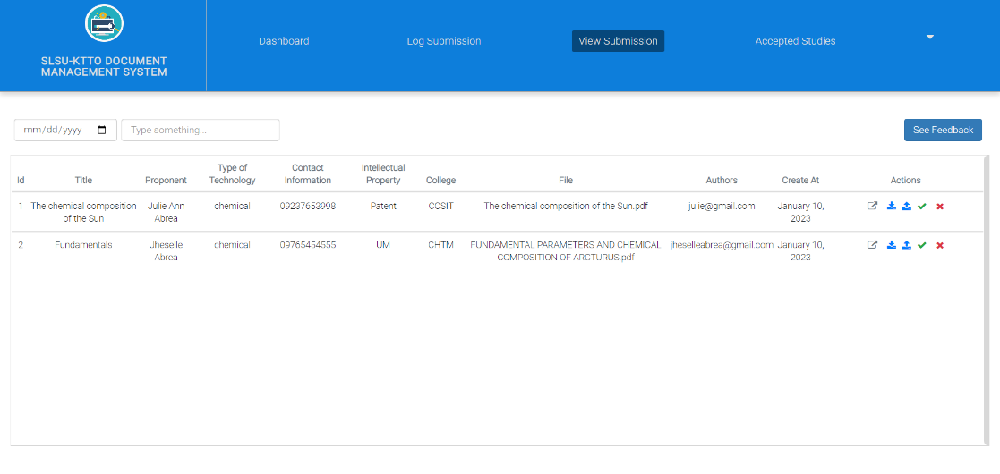 SLSU-KTTO DOCUMENT
MANAGEMENT SYSTEM
Dashboard
Log Submission
View Submission
Accepted Studies
mm/dd/yyyy
Type something...
See Feedback
Id Title Proponent Type of Technology Contact Information Intellectual Property College File Authors Create At Actions
1 The chemical composition of the Sun Julie Ann Abrea chemical 09237653998 Patent CCSIT The chemical composition of the Sun.pdf julie@gmail.com January 10, 2023
2 Fundamentals Jheselle Abrea chemical 09765454555 UM CHTM FUNDAMENTAL PARAMETERS AND CHEMICAL COMPOSITION OF ARCTURUS.pdf jheselleabrea@gmail.com January 10, 2023